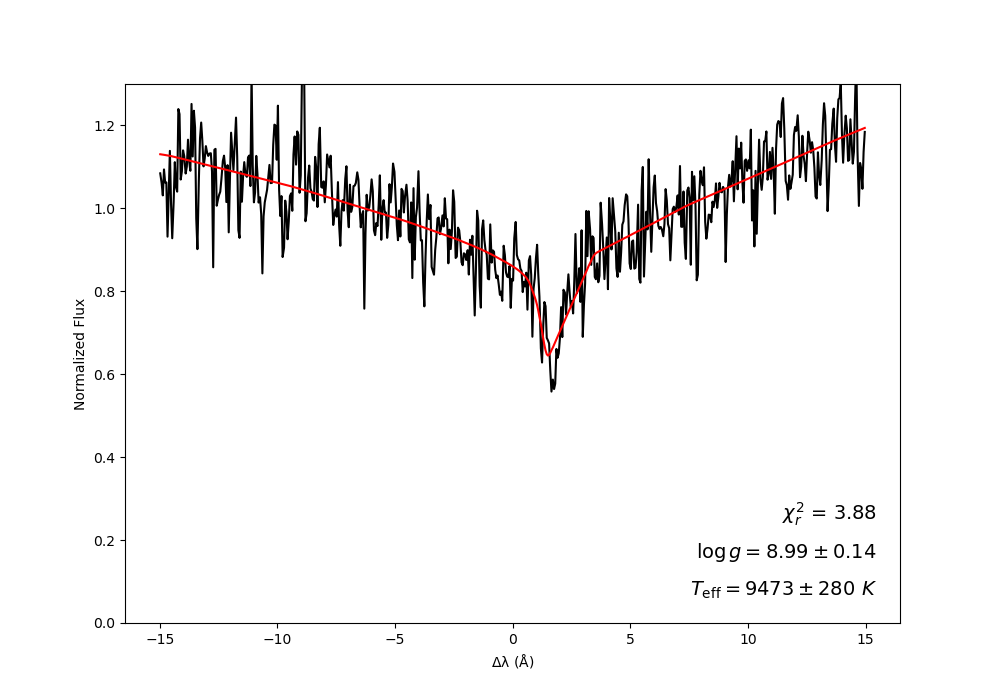 1.2
1.0
0.8
0.6
0.4
0.2
0.0
Normalized Flux
χ²ᵣ = 3.88
log g = 8.99 ± 0.14
T_eff = 9473 ± 280 K
−15 −10 −5 0 5 10 15
Δλ (Å)